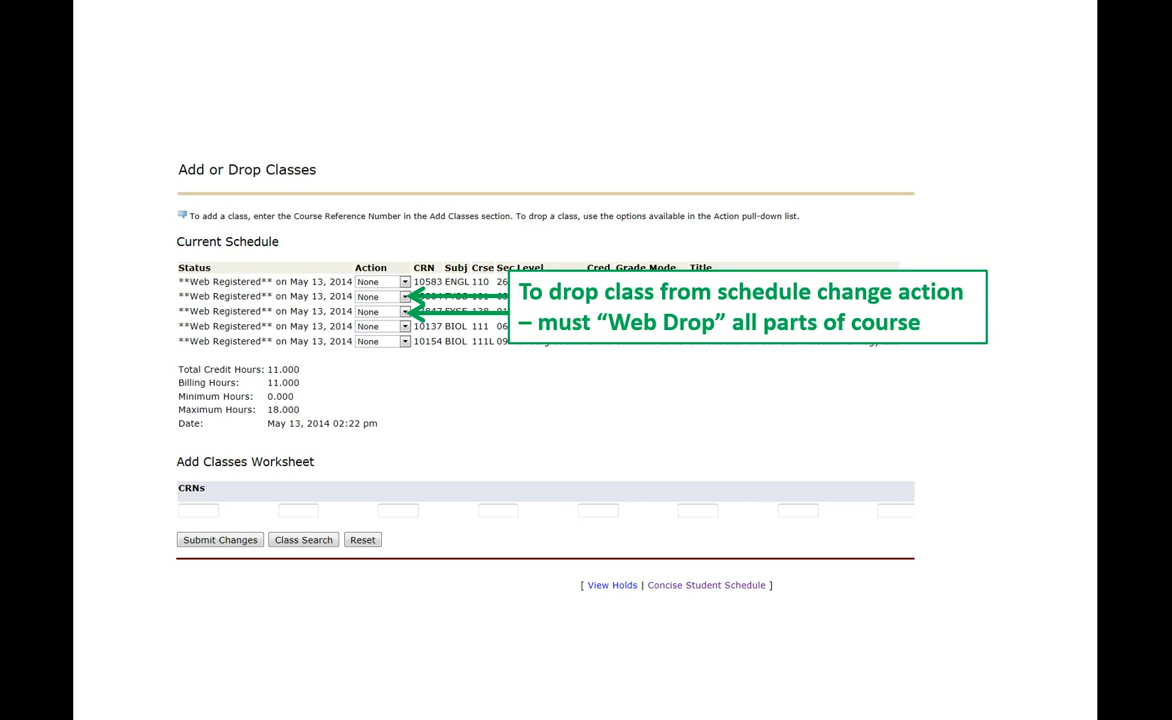 Add or Drop Classes
To add a class, enter the Course Reference Number in the Add Classes section. To drop a class, use the options available in the Action pull-down list.
Current Schedule
Status Action CRN Subj Crse Sec Level Cred Grade Mode Title
**Web Registered** on May 13, 2014 None 10583 ENGL 110 26
**Web Registered** on May 13, 2014 None
**Web Registered** on May 13, 2014 None
**Web Registered** on May 13, 2014 None 10137 BIOL 111 06
**Web Registered** on May 13, 2014 None 10154 BIOL 111L 09
To drop class from schedule change action
– must “Web Drop” all parts of course
Total Credit Hours: 11.000
Billing Hours: 11.000
Minimum Hours: 0.000
Maximum Hours: 18.000
Date: May 13, 2014 02:22 pm
Add Classes Worksheet
CRNs
Submit Changes Class Search Reset
[ View Holds | Concise Student Schedule ]